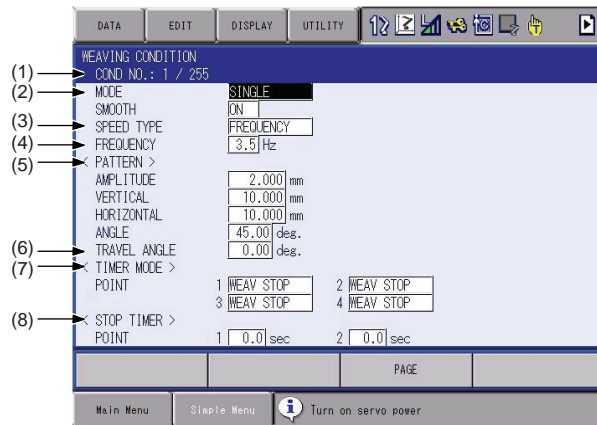 DATA EDIT DISPLAY UTILITY
WEAVING CONDITION
(1) COND NO.: 1 / 255
(2) MODE SINGLE
SMOOTH ON
(3) SPEED TYPE FREQUENCY
(4) FREQUENCY 3.5 Hz
(5) < PATTERN >
AMPLITUDE 2.000 mm
VERTICAL 10.000 mm
HORIZONTAL 10.000 mm
ANGLE 45.00 deg.
(6) TRAVEL ANGLE 0.00 deg.
(7) < TIMER MODE >
POINT 1 WEAV STOP 2 WEAV STOP
3 WEAV STOP 4 WEAV STOP
(8) < STOP TIMER >
POINT 1 0.0 sec 2 0.0 sec
PAGE
Main Menu Simple Menu Turn on servo power